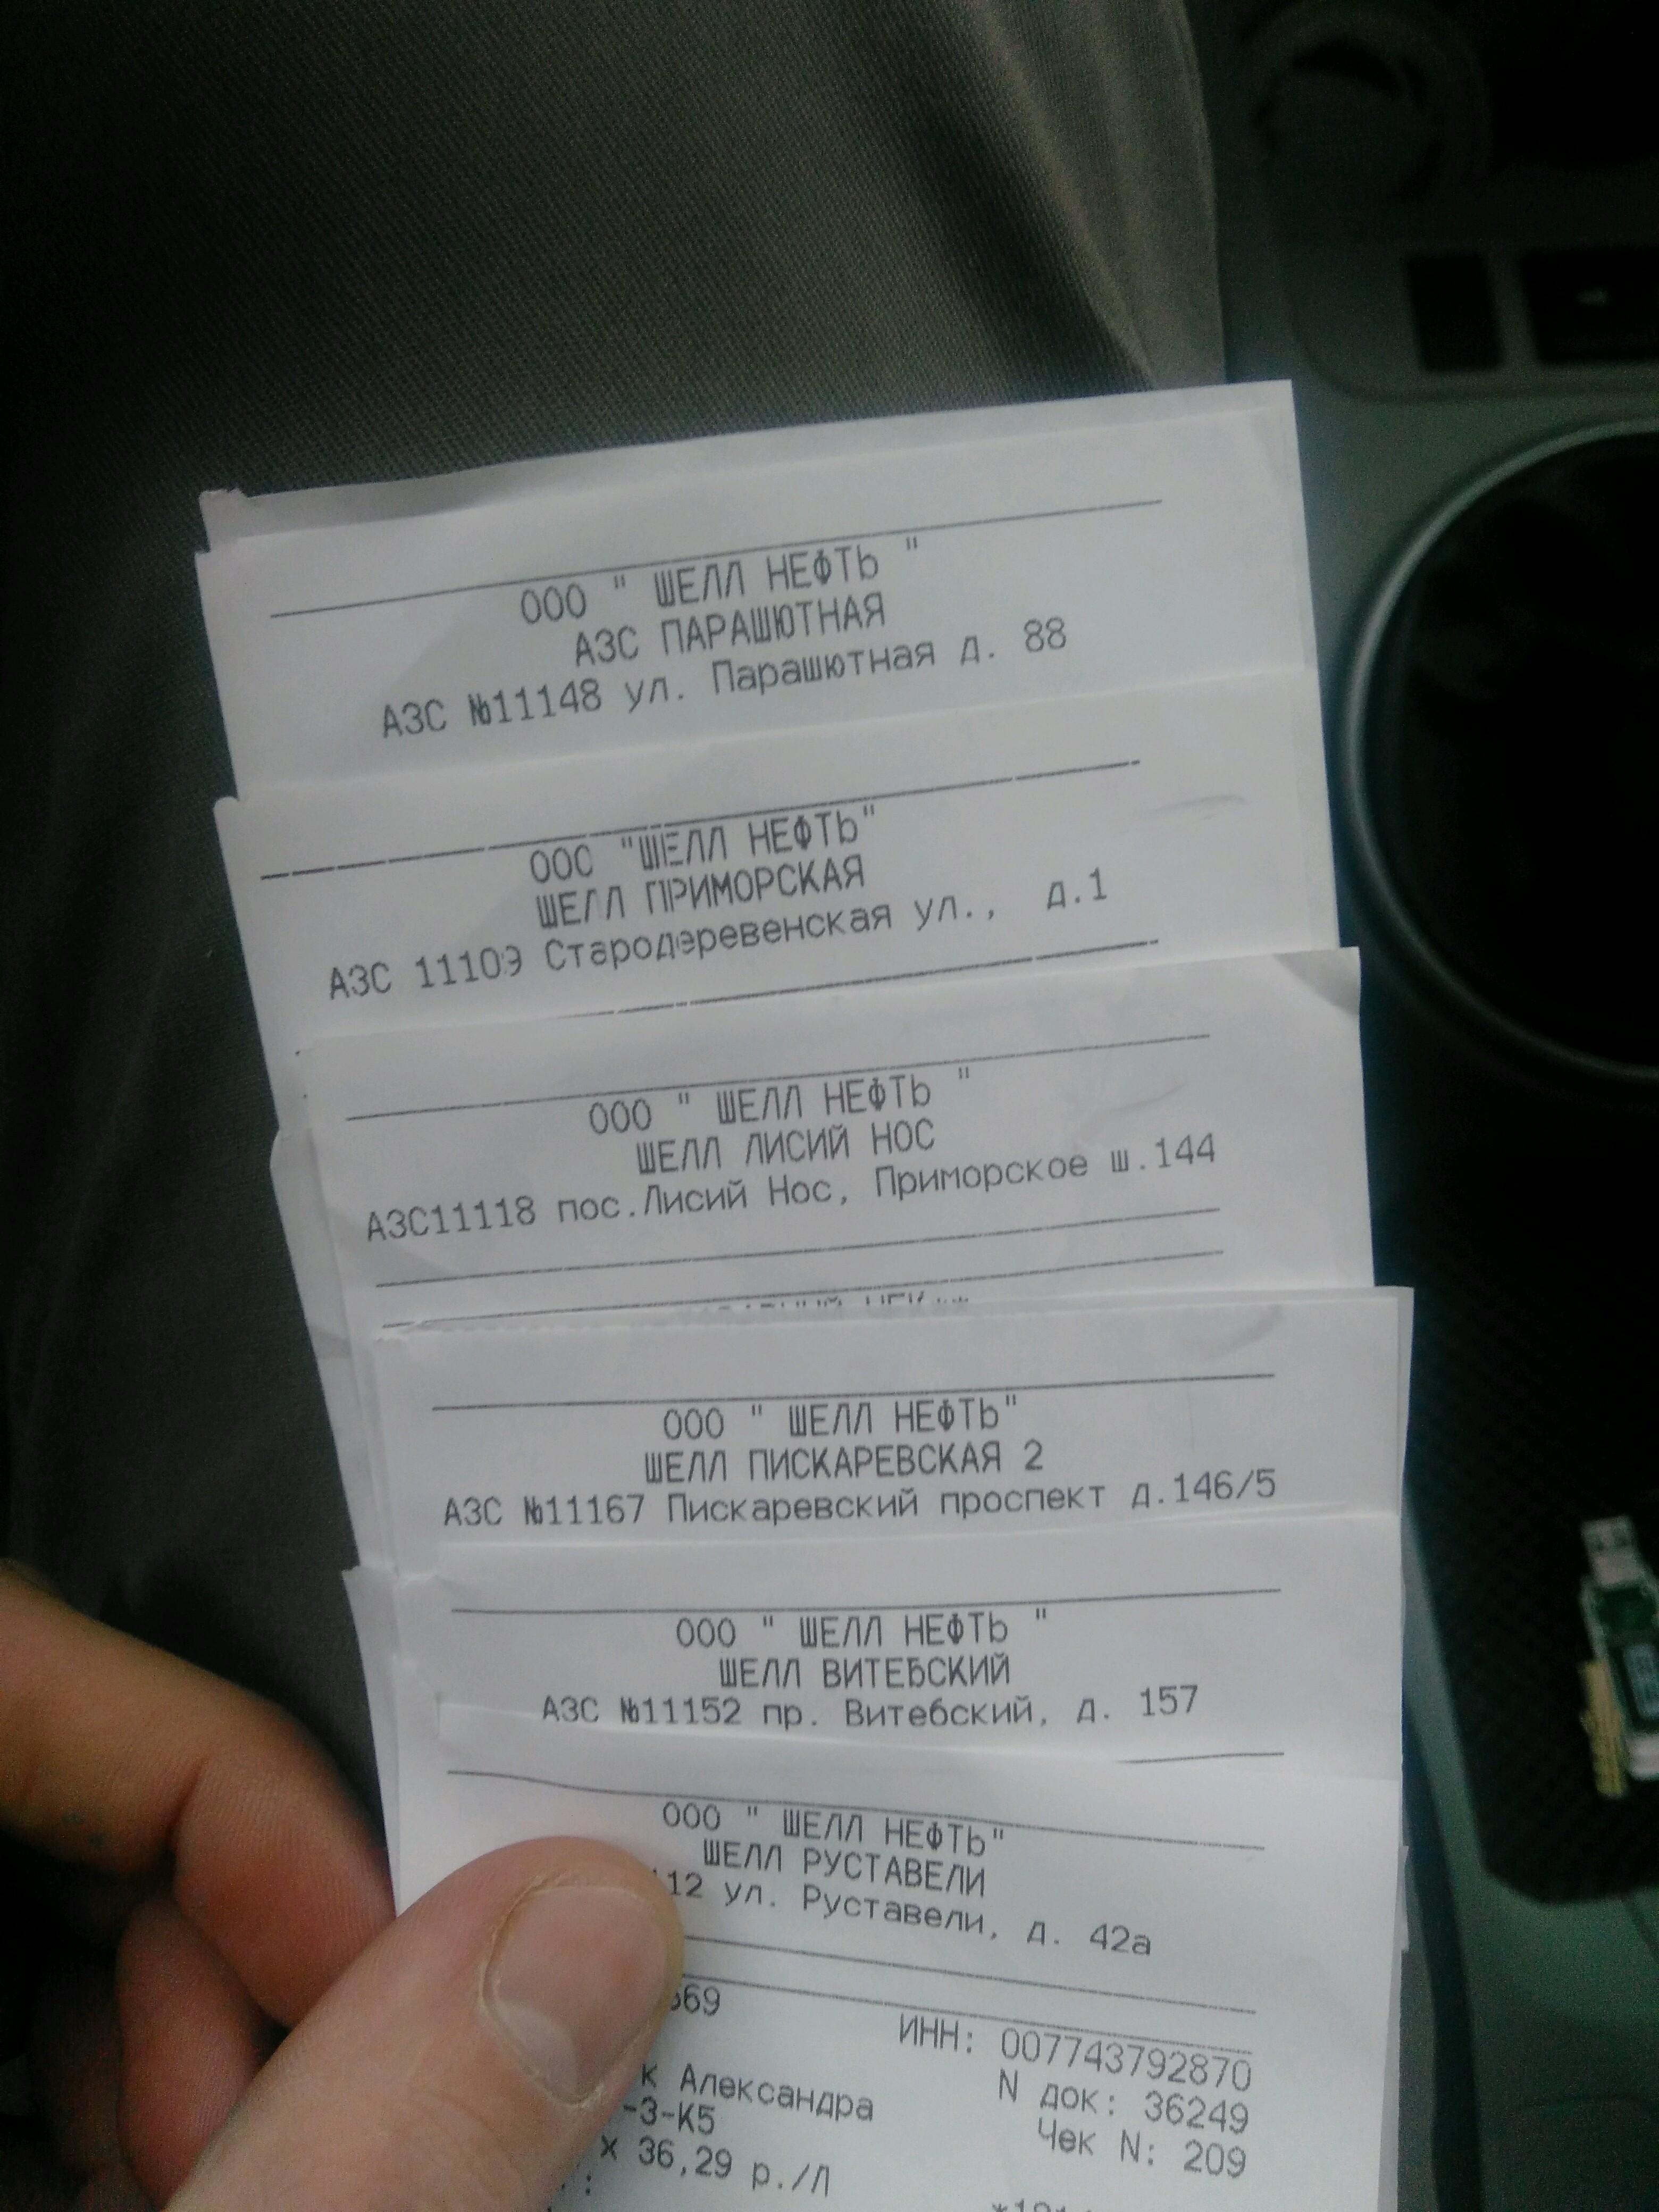 ООО " ШЕЛЛ НЕФТЬ "
АЗС ПАРАШЮТНАЯ
АЗС №11148 ул. Парашютная д. 88
ООО "ШЕЛЛ НЕФТЬ"
ШЕЛЛ ПРИМОРСКАЯ
АЗС 11109 Стародеревенская ул., д.1
ООО " ШЕЛЛ НЕФТЬ "
ШЕЛЛ ЛИСИЙ НОС
АЗС11118 пос.Лисий Нос, Приморское ш.144
ООО " ШЕЛЛ НЕФТЬ"
ШЕЛЛ ПИСКАРЕВСКАЯ 2
АЗС №11167 Пискаревский проспект д.146/5
ООО " ШЕЛЛ НЕФТЬ "
ШЕЛЛ ВИТЕБСКИЙ
АЗС №11152 пр. Витебский, д. 157
ООО " ШЕЛЛ НЕФТЬ"
ШЕЛЛ РУСТАВЕЛИ
12 ул. Руставели, д. 42а
69 ИНН: 007743792870
к Александра N док: 36249
-3-К5 Чек N: 209
х 36,29 р./Л